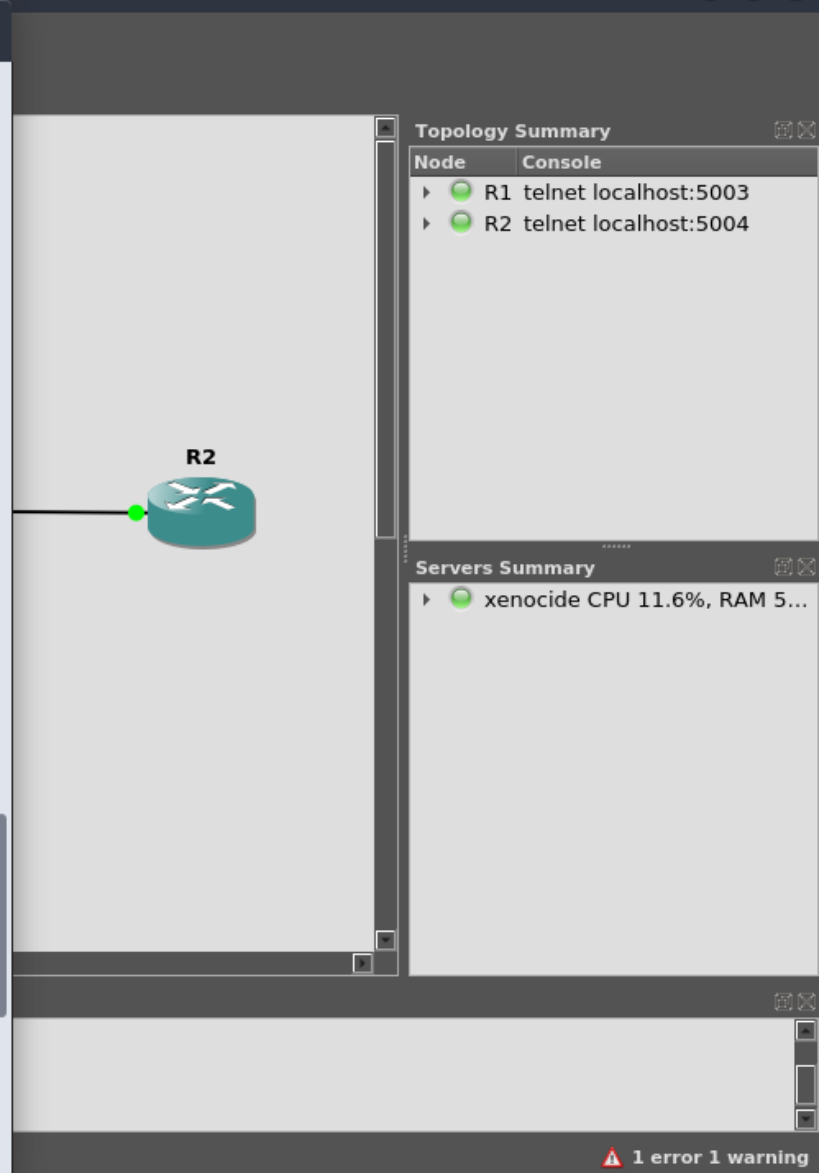 Topology Summary
Node Console
R1 telnet localhost:5003
R2 telnet localhost:5004
R2
Servers Summary
xenocide CPU 11.6%, RAM 5...
1 error 1 warning